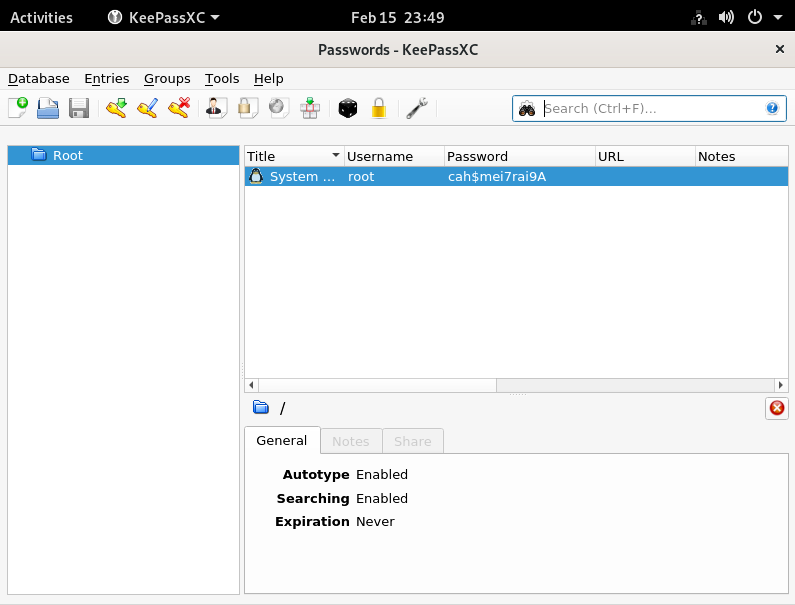 Activities KeePassXC Feb 15 23:49
Passwords - KeePassXC
Database Entries Groups Tools Help
Search (Ctrl+F)...
Root
Title Username Password URL Notes
System ... root cah$mei7rai9A
/
General Notes Share
Autotype Enabled
Searching Enabled
Expiration Never